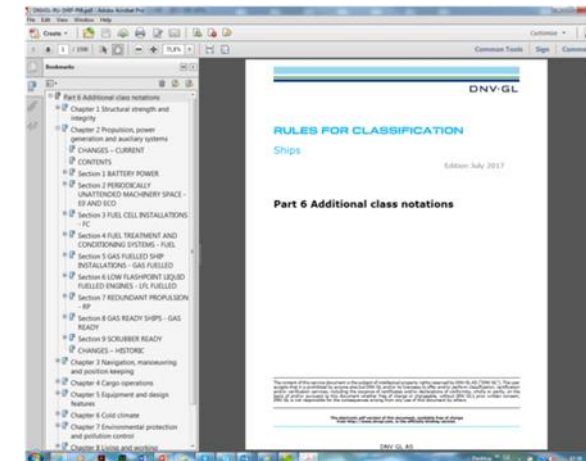 File Edit View Window Help
Create
Customize
1 / 1598
73,8%
Common Tools Sign Comment
Bookmarks
Part 6 Additional class notations
Chapter 1 Structural strength and
integrity
Chapter 2 Propulsion, power
generation and auxiliary systems
CHANGES – CURRENT
CONTENTS
Section 1 BATTERY POWER
Section 2 PERIODICALLY
UNATTENDED MACHINERY SPACE -
E0 AND ECO
Section 3 FUEL CELL INSTALLATIONS
- FC
Section 4 FUEL TREATMENT AND
CONDITIONING SYSTEMS - FUEL
Section 5 GAS FUELLED SHIP
INSTALLATIONS - GAS FUELLED
Section 6 LOW FLASHPOINT LIQUID
FUELLED ENGINES - LFL FUELLED
Section 7 REDUNDANT PROPULSION
- RP
Section 8 GAS READY SHIPS - GAS
READY
Section 9 SCRUBBER READY
CHANGES – HISTORIC
Chapter 3 Navigation, manoeuvring
and position keeping
Chapter 4 Cargo operations
Chapter 5 Equipment and design
features
Chapter 6 Cold climate
Chapter 7 Environmental protection
and pollution control
Chapter 8 Living and working
DNV·GL
RULES FOR CLASSIFICATION
Ships
Edition July 2017
Part 6 Additional class notations
DNV GL AS